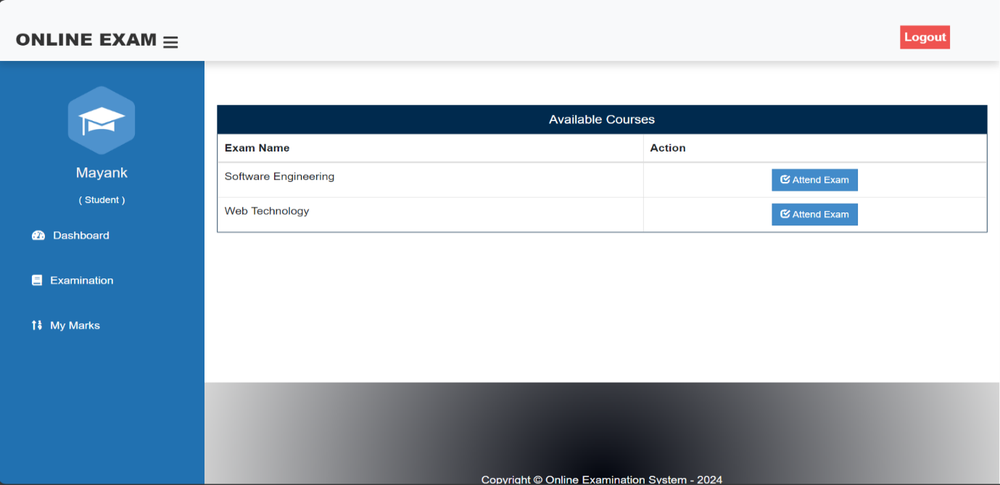 ONLINE EXAM
Logout
Mayank
( Student )
Dashboard
Examination
My Marks
Available Courses
Exam Name Action
Software Engineering Attend Exam
Web Technology Attend Exam
Copyright © Online Examination System - 2024